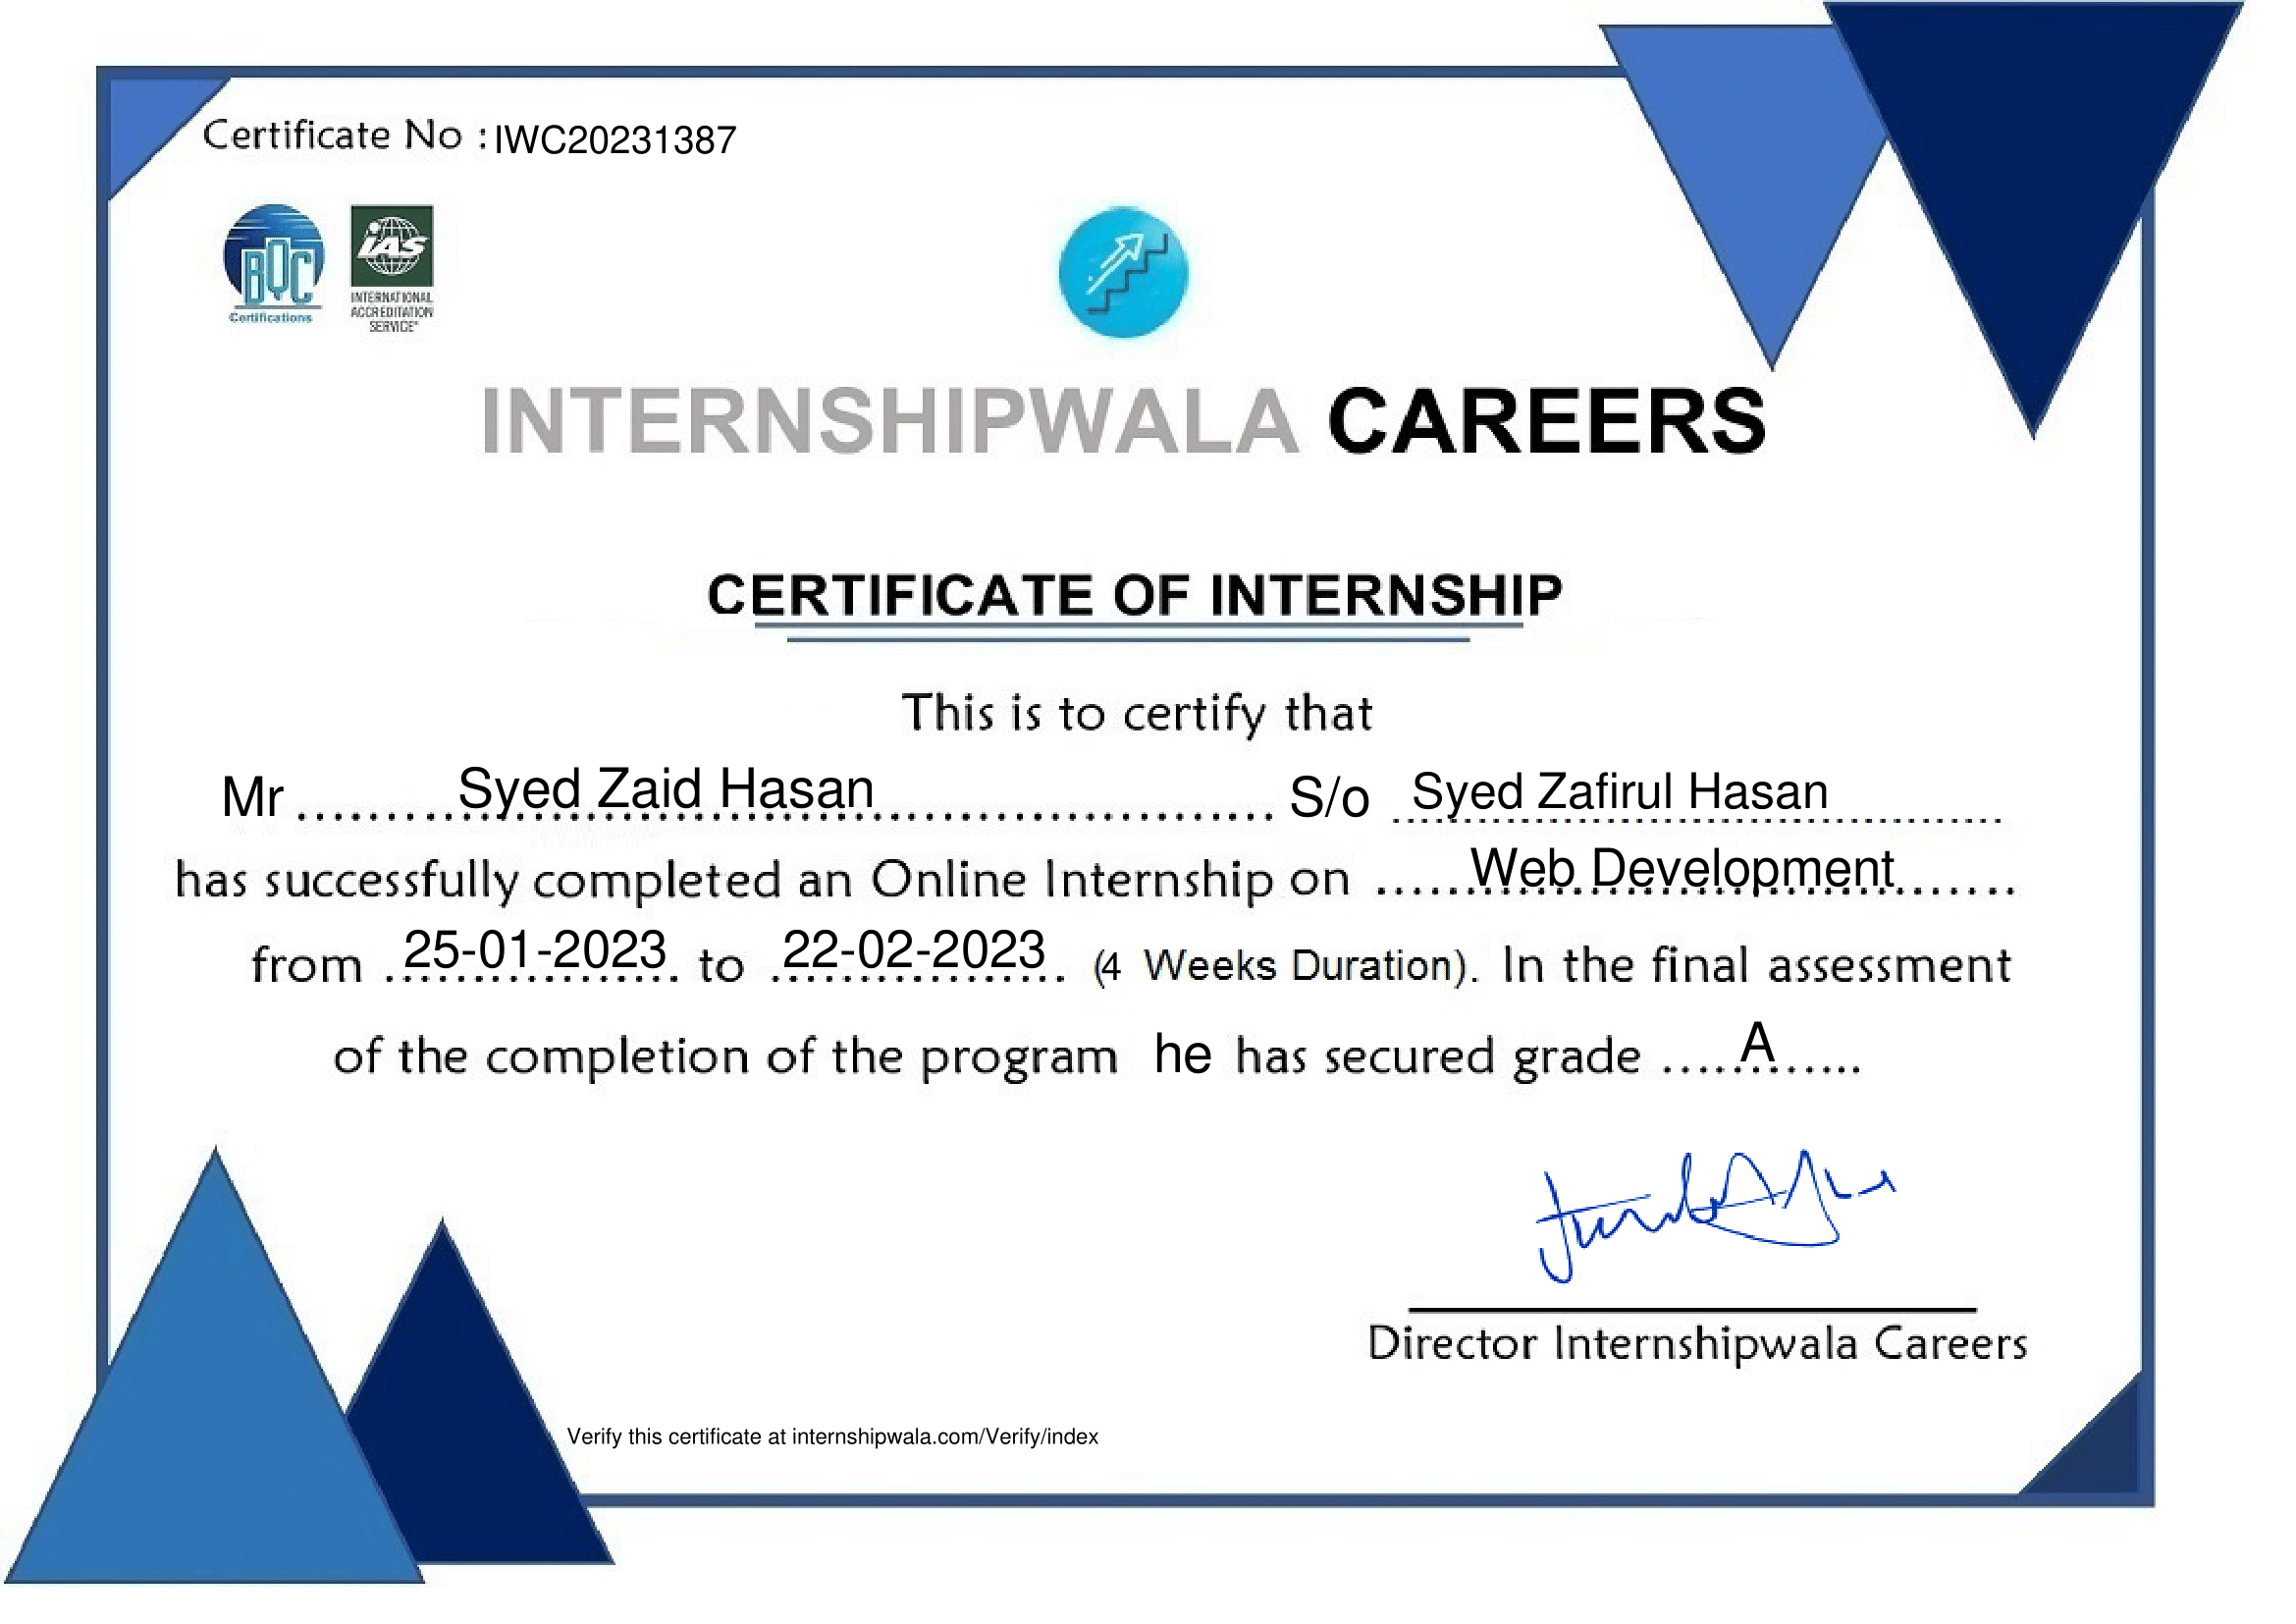 Certificate No : IWC20231387
BQC
Certifications
IAS
INTERNATIONAL
ACCREDITATION
SERVICE®
INTERNSHIPWALA CAREERS
CERTIFICATE OF INTERNSHIP
This is to certify that
Mr Syed Zaid Hasan S/o Syed Zafirul Hasan
has successfully completed an Online Internship on Web Development
from 25-01-2023 to 22-02-2023 (4 Weeks Duration). In the final assessment
of the completion of the program he has secured grade A
Director Internshipwala Careers
Verify this certificate at internshipwala.com/Verify/index